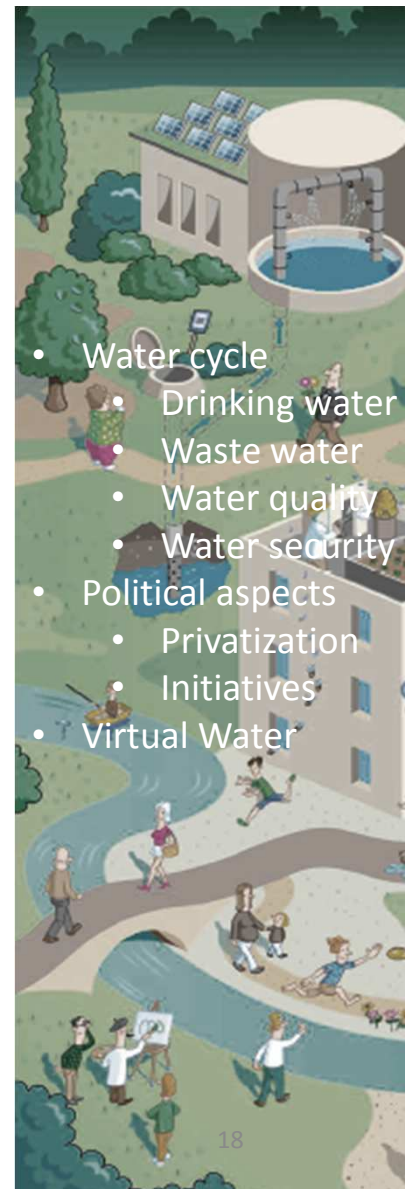 • Water cycle
• Drinking water
• Waste water
• Water quality
• Water security
• Political aspects
• Privatization
• Initiatives
• Virtual Water
18